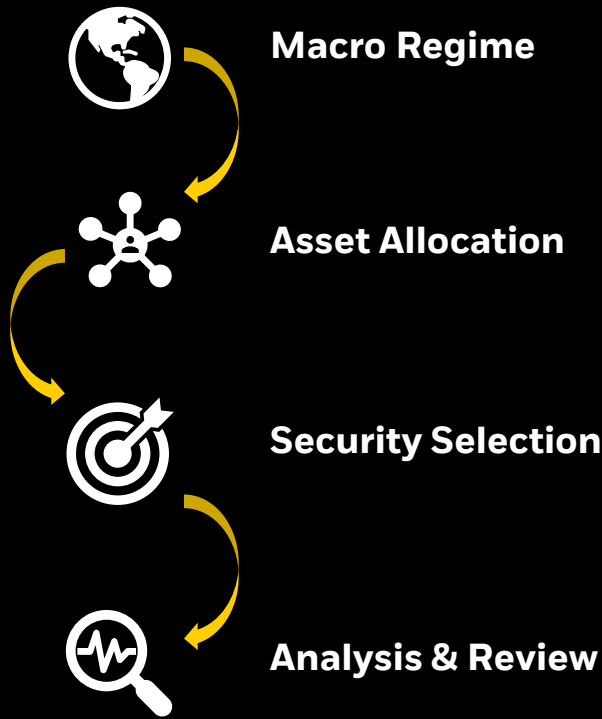 Macro Regime
Asset Allocation
Security Selection
Analysis & Review